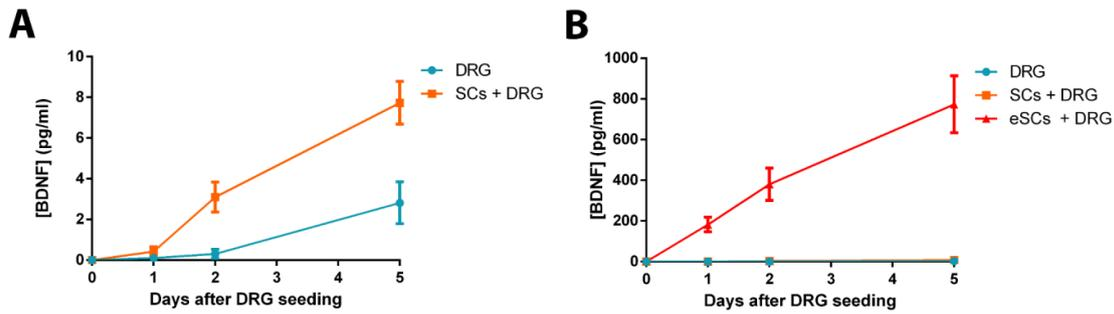 A
[BDNF] (pg/ml)
10
8
6
4
2
0
0 1 2 3 4 5
Days after DRG seeding
DRG
SCs + DRG
B
[BDNF] (pg/ml)
1000
800
600
400
200
0
0 1 2 3 4 5
Days after DRG seeding
DRG
SCs + DRG
eSCs + DRG